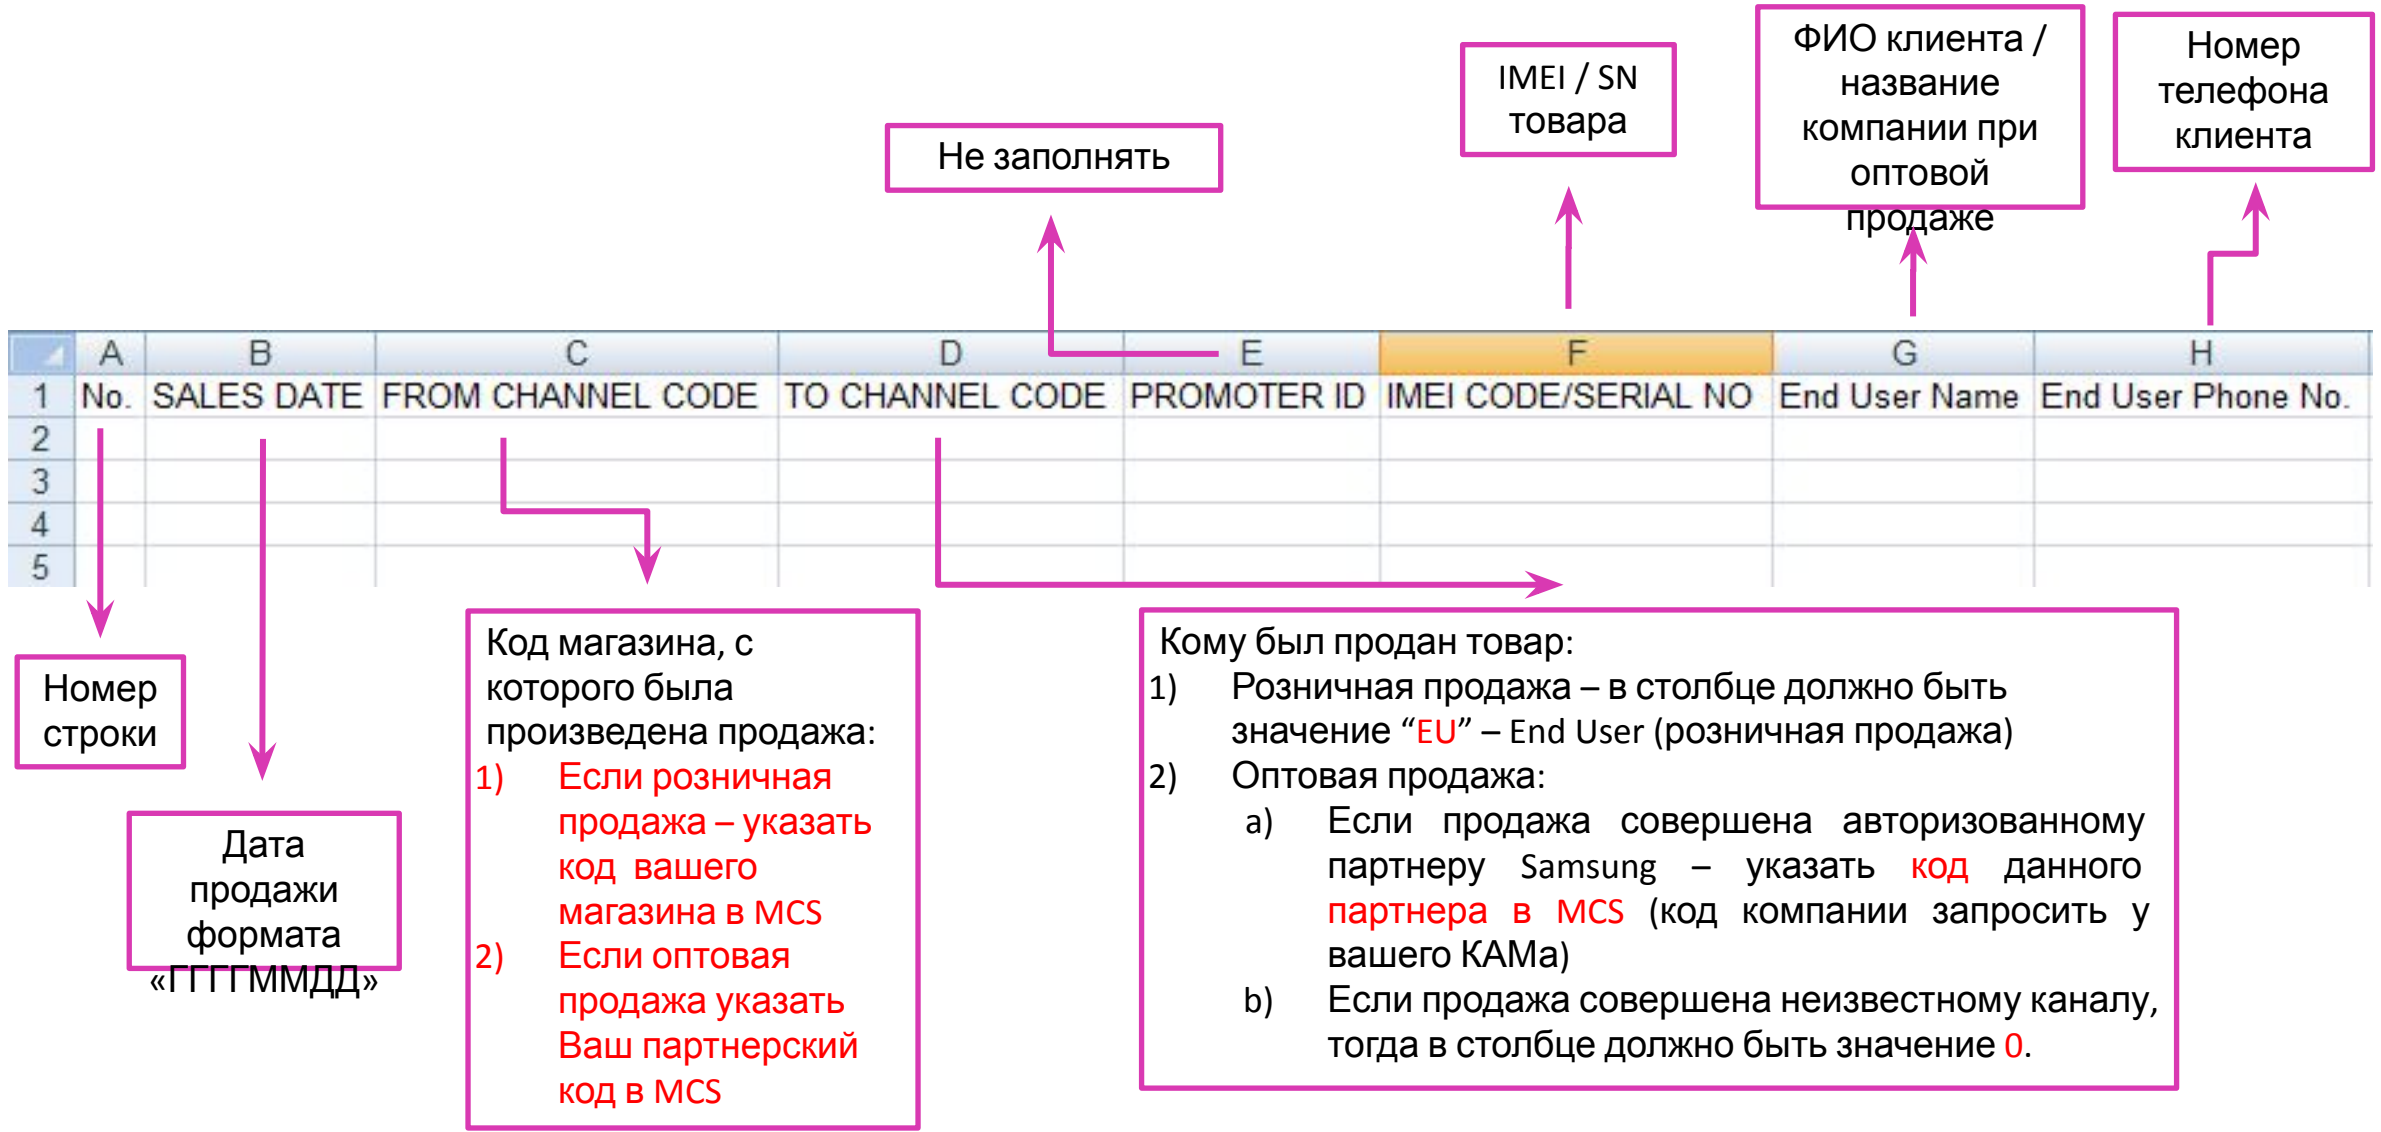 ФИО клиента /
название
компании при
оптовой
продаже
Номер
телефона
клиента
IMEI / SN
товара
Не заполнять
A B C D E F G H
1 No. SALES DATE FROM CHANNEL CODE TO CHANNEL CODE PROMOTER ID IMEI CODE/SERIAL NO End User Name End User Phone No.
2
3
4
5
Номер
строки
Дата
продажи
формата
«ГГГГММДД»
Код магазина, с
которого была
произведена продажа:
1) Если розничная
продажа – указать
код вашего
магазина в MCS
2) Если оптовая
продажа указать
Ваш партнерский
код в MCS
Кому был продан товар:
1) Розничная продажа – в столбце должно быть
значение “EU” – End User (розничная продажа)
2) Оптовая продажа:
a) Если продажа совершена авторизованному
партнеру Samsung – указать код данного
партнера в MCS (код компании запросить у
вашего КАМа)
b) Если продажа совершена неизвестному каналу,
тогда в столбце должно быть значение 0.